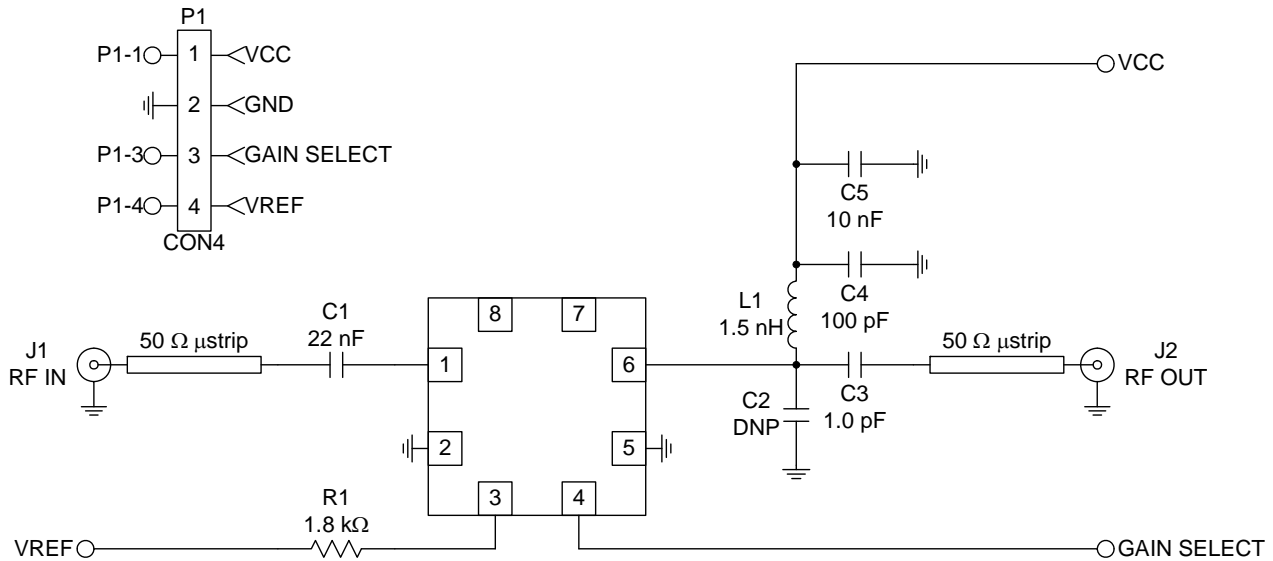 P1
P1-1
1
VCC
2
GND
P1-3
3
GAIN SELECT
P1-4
4
VREF
CON4
VCC
C5
10 nF
C4
100 pF
L1
1.5 nH
J1
RF IN
50 Ω µstrip
C1
22 nF
8
7
1
6
2
5
3
4
C2
DNP
C3
1.0 pF
50 Ω µstrip
J2
RF OUT
R1
1.8 kΩ
VREF
GAIN SELECT